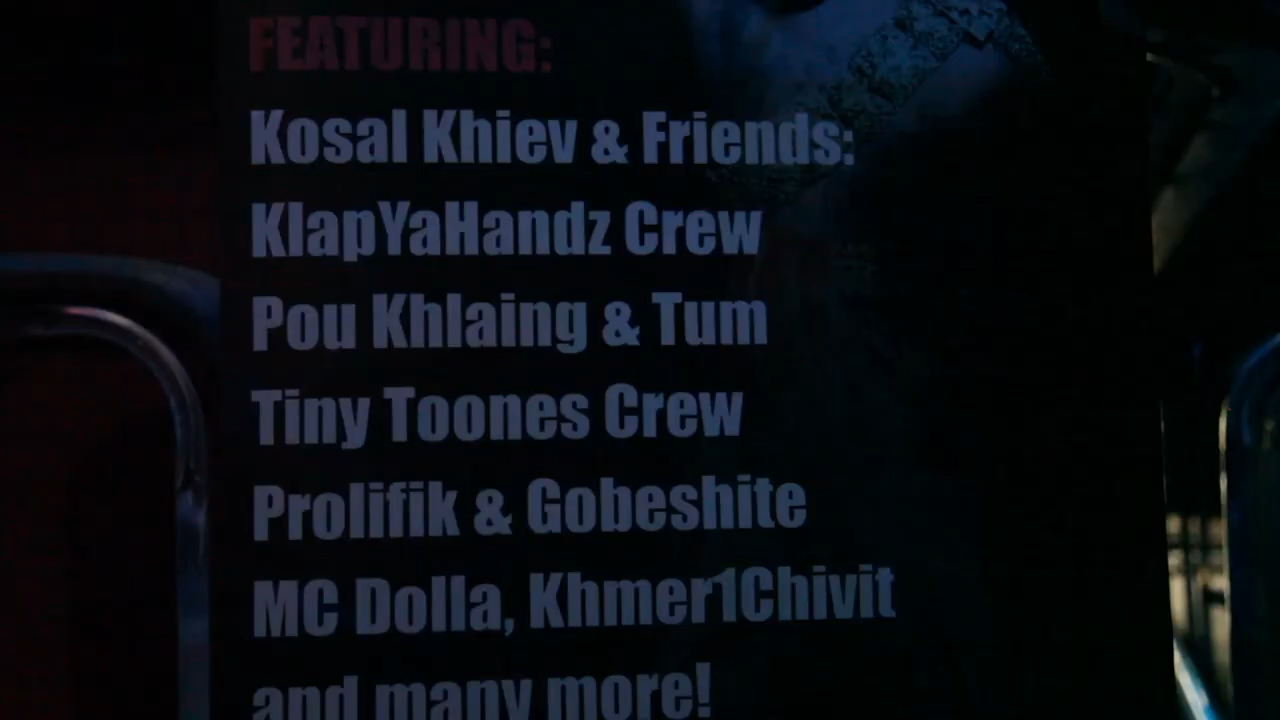 FEATURING:
Kosal Khiev & Friends:
KlapYaHandz Crew
Pou Khlaing & Tum
Tiny Toones Crew
Prolifik & Gobeshite
MC Dolla, Khmer1Chivit
and many more!